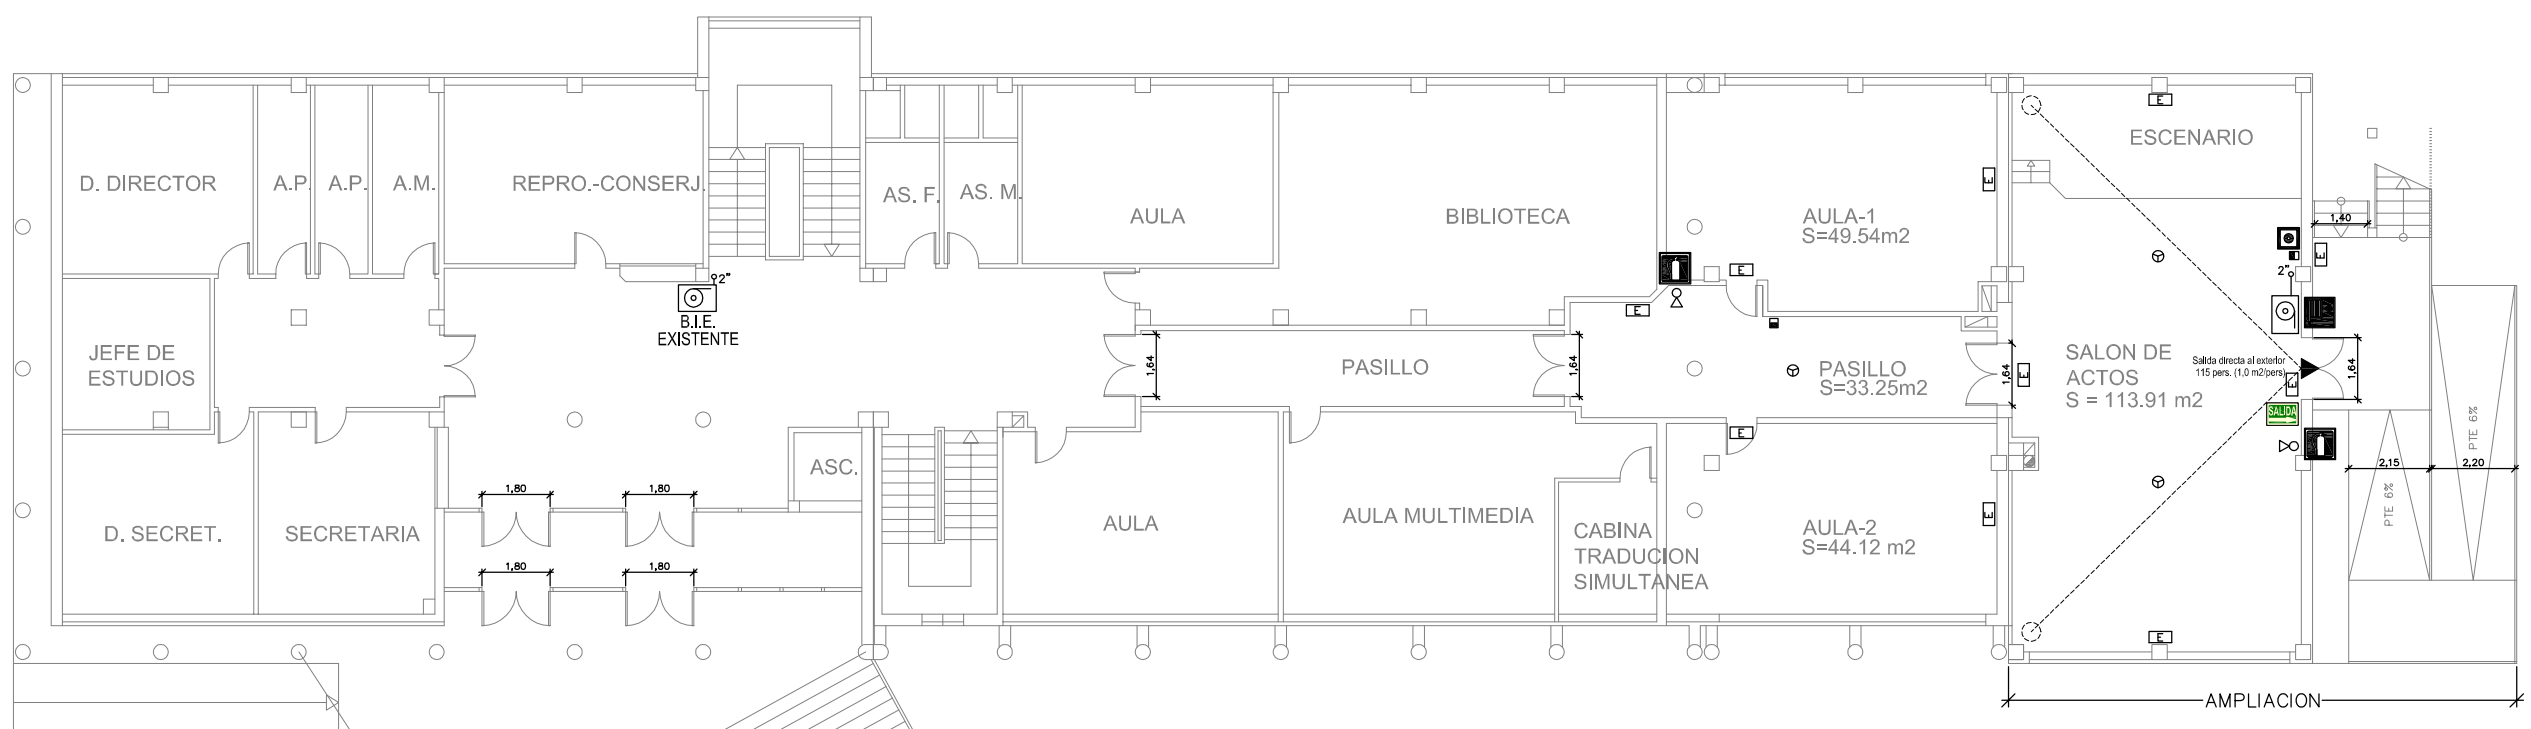 D. DIRECTOR
A.P.
A.P.
A.M.
REPRO.-CONSERJ.
AS. F.
AS. M.
AULA
BIBLIOTECA
AULA-1
S=49.54m2
ESCENARIO
E
E
E
E
E
1,40
2"
B.I.E.
EXISTENTE
2"
JEFE DE
ESTUDIOS
1,64
PASILLO
1,64
PASILLO
S=33.25m2
1,64
E
SALON DE
ACTOS
S = 113.91 m2
Salida directa al exterior
115 pers. (1,0 m2/pers)
E
1,64
SALIDA
E
ASC.
1,80
1,80
D. SECRET.
SECRETARIA
1,80
1,80
AULA
AULA MULTIMEDIA
CABINA
TRADUCION
SIMULTANEA
AULA-2
S=44.12 m2
E
E
2,15
2,20
PTE 6%
PTE 6%
AMPLIACION